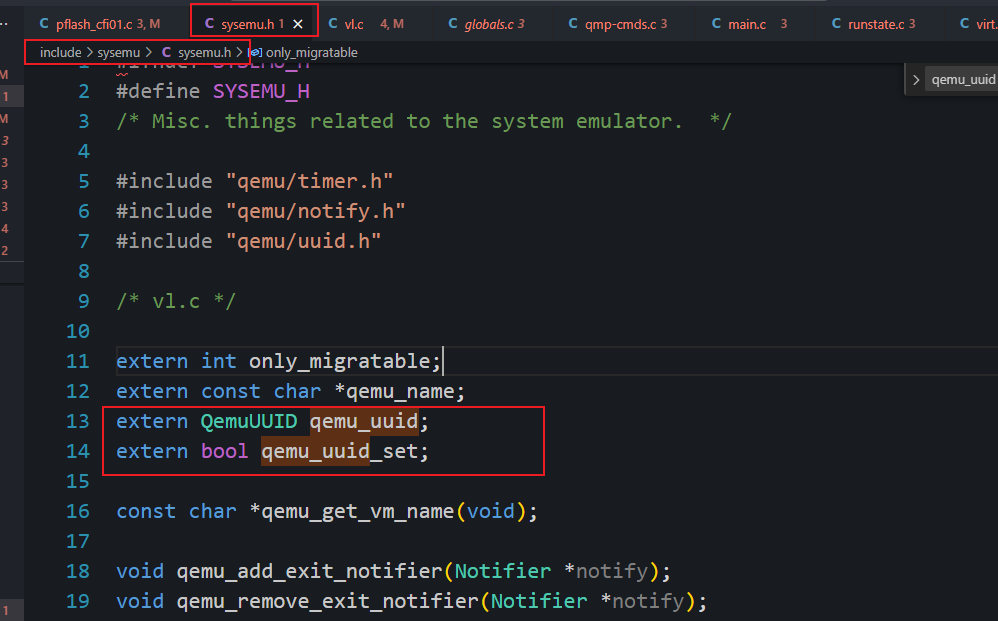 pflash_cfi01.c 3, M sysemu.h 1 × vl.c 4, M globals.c 3 qmp-cmds.c 3 main.c 3 runstate.c 3 virt.
include > sysemu > C sysemu.h > only_migratable
qemu_uuid
1 #ifndef SYSEMU_H
2 #define SYSEMU_H
3 /* Misc. things related to the system emulator.  */
4
5 #include "qemu/timer.h"
6 #include "qemu/notify.h"
7 #include "qemu/uuid.h"
8
9 /* vl.c */
10
11 extern int only_migratable;
12 extern const char *qemu_name;
13 extern QemuUUID qemu_uuid;
14 extern bool qemu_uuid_set;
15
16 const char *qemu_get_vm_name(void);
17
18 void qemu_add_exit_notifier(Notifier *notify);
19 void qemu_remove_exit_notifier(Notifier *notify);
M
1
M
3
3
3
3
4
2
1